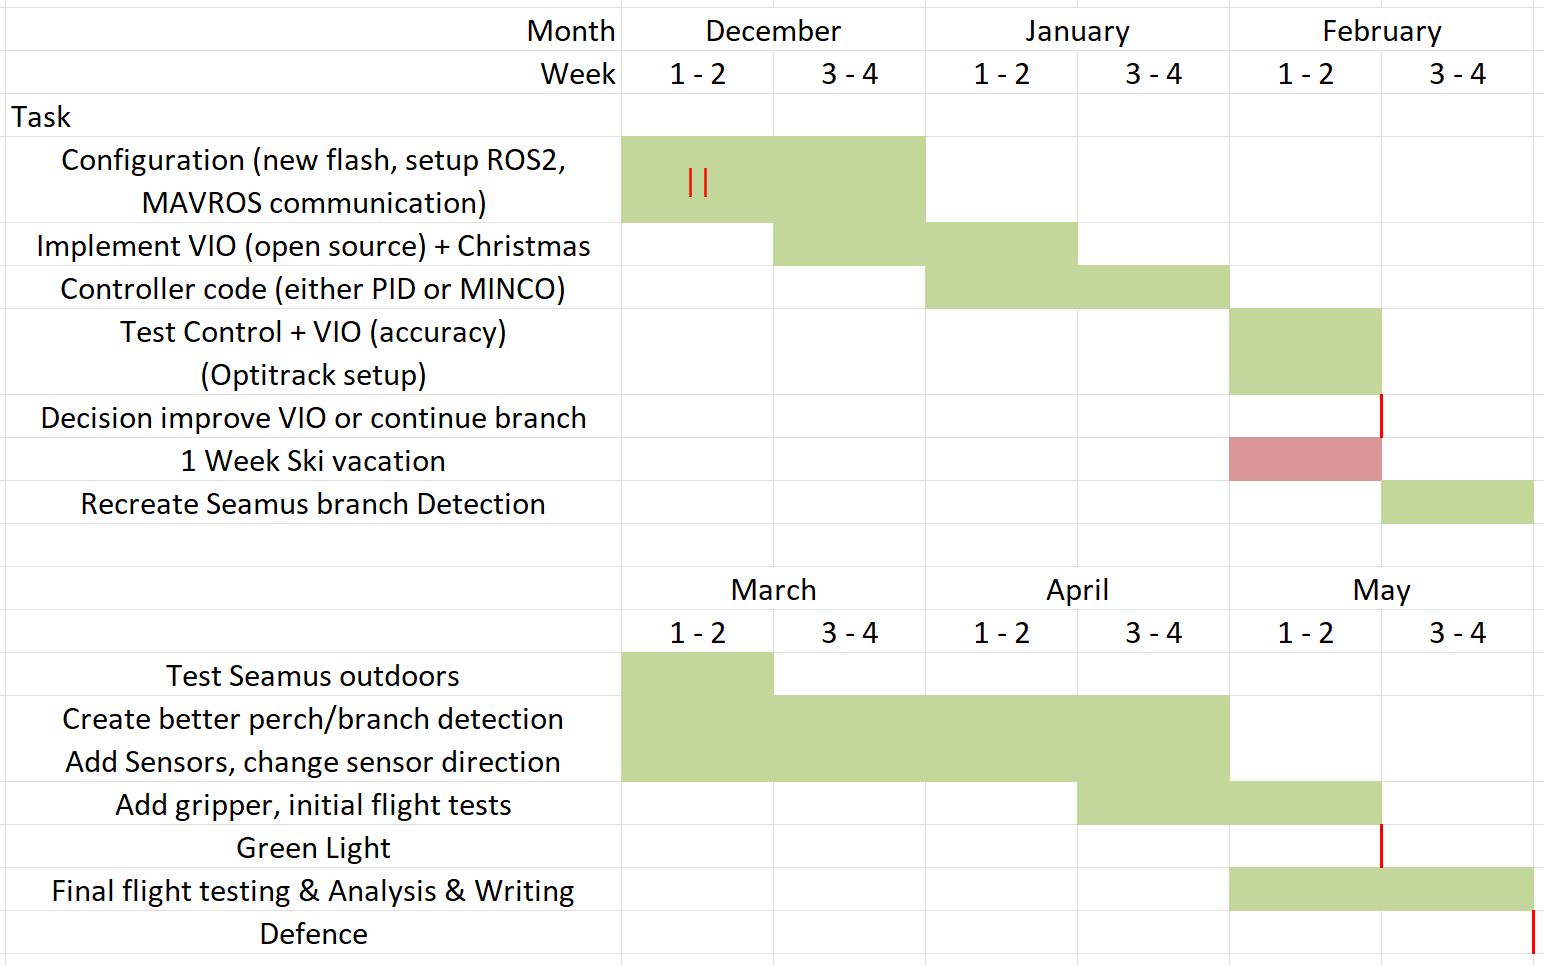 Month December January February
Week 1 - 2 3 - 4 1 - 2 3 - 4 1 - 2 3 - 4
Task
Configuration (new flash, setup ROS2,
MAVROS communication)
||
Implement VIO (open source) + Christmas
Controller code (either PID or MINCO)
Test Control + VIO (accuracy)
(Optitrack setup)
Decision improve VIO or continue branch
1 Week Ski vacation
Recreate Seamus branch Detection
March April May
1 - 2 3 - 4 1 - 2 3 - 4 1 - 2 3 - 4
Test Seamus outdoors
Create better perch/branch detection
Add Sensors, change sensor direction
Add gripper, initial flight tests
Green Light
Final flight testing & Analysis & Writing
Defence